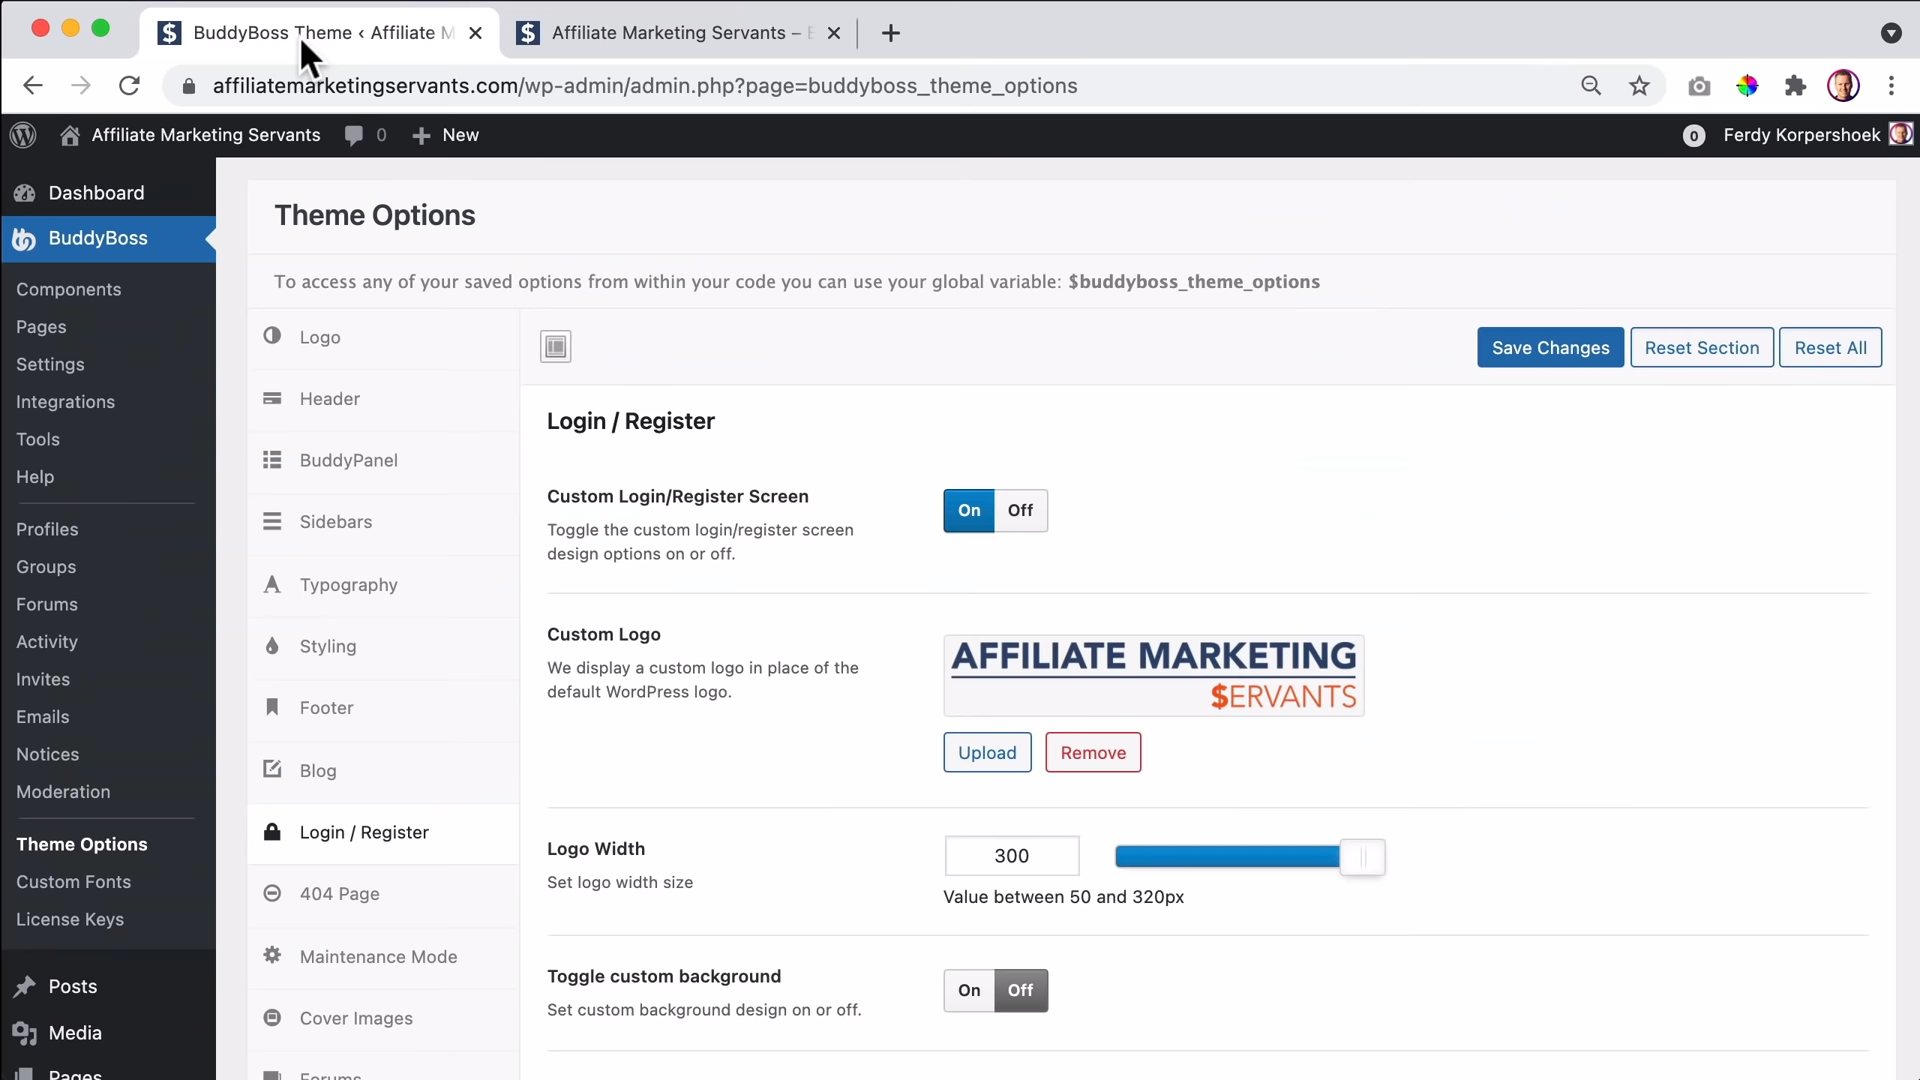 BuddyBoss Theme ‹ Affiliate M
Affiliate Marketing Servants –
affiliatemarketingservants.com/wp-admin/admin.php?page=buddyboss_theme_options
Affiliate Marketing Servants
0
New
0
Ferdy Korpershoek
Dashboard
BuddyBoss
Components
Pages
Settings
Integrations
Tools
Help
Profiles
Groups
Forums
Activity
Invites
Emails
Notices
Moderation
Theme Options
Custom Fonts
License Keys
Posts
Media
Pages
Theme Options
To access any of your saved options from within your code you can use your global variable: $buddyboss_theme_options
Logo
Header
BuddyPanel
Sidebars
Typography
Styling
Footer
Blog
Login / Register
404 Page
Maintenance Mode
Cover Images
Forums
Save Changes
Reset Section
Reset All
Login / Register
Custom Login/Register Screen
Toggle the custom login/register screen
design options on or off.
On
Off
Custom Logo
We display a custom logo in place of the
default WordPress logo.
AFFILIATE MARKETING
$ERVANTS
Upload
Remove
Logo Width
Set logo width size
300
Value between 50 and 320px
Toggle custom background
Set custom background design on or off.
On
Off